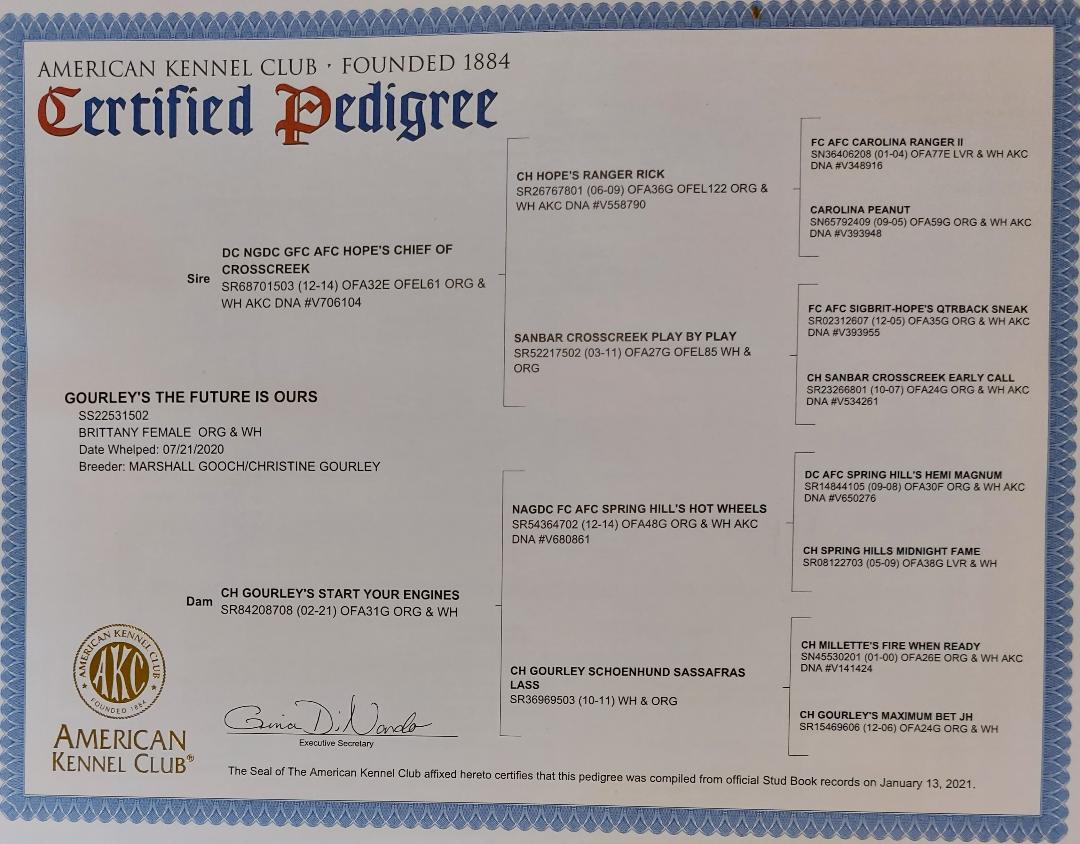 AMERICAN KENNEL CLUB · FOUNDED 1884
Certified Pedigree
Sire
DC NGDC GFC AFC HOPE'S CHIEF OF
CROSSCREEK
SR68701503 (12-14) OFA32E OFEL61 ORG &
WH AKC DNA #V706104
GOURLEY'S THE FUTURE IS OURS
SS22531502
BRITTANY FEMALE ORG & WH
Date Whelped: 07/21/2020
Breeder: MARSHALL GOOCH/CHRISTINE GOURLEY
Dam
CH GOURLEY'S START YOUR ENGINES
SR84208708 (02-21) OFA31G ORG & WH
CH HOPE'S RANGER RICK
SR26767801 (06-09) OFA36G OFEL122 ORG &
WH AKC DNA #V558790
SANBAR CROSSCREEK PLAY BY PLAY
SR52217502 (03-11) OFA27G OFEL85 WH &
ORG
NAGDC FC AFC SPRING HILL'S HOT WHEELS
SR54364702 (12-14) OFA48G ORG & WH AKC
DNA #V680861
CH GOURLEY SCHOENHUND SASSAFRAS
LASS
SR36969503 (10-11) WH & ORG
FC AFC CAROLINA RANGER II
SN36406208 (01-04) OFA77E LVR & WH AKC
DNA #V348916
CAROLINA PEANUT
SN65792409 (09-05) OFA59G ORG & WH AKC
DNA #V393948
FC AFC SIGBRIT-HOPE'S QTRBACK SNEAK
SR02312607 (12-05) OFA35G ORG & WH AKC
DNA #V393955
CH SANBAR CROSSCREEK EARLY CALL
SR23266801 (10-07) OFA24G ORG & WH AKC
DNA #V534261
DC AFC SPRING HILL'S HEMI MAGNUM
SR14844105 (09-08) OFA30F ORG & WH AKC
DNA #V650276
CH SPRING HILLS MIDNIGHT FAME
SR08122703 (05-09) OFA38G LVR & WH
CH MILLETTE'S FIRE WHEN READY
SN45530201 (01-00) OFA26E ORG & WH AKC
DNA #V141424
CH GOURLEY'S MAXIMUM BET JH
SR15469606 (12-06) OFA24G ORG & WH
AMERICAN KENNEL CLUB
AKC
FOUNDED 1884
AMERICAN
KENNEL CLUB®
Gina DiNardo
Executive Secretary
The Seal of The American Kennel Club affixed hereto certifies that this pedigree was compiled from official Stud Book records on January 13, 2021.